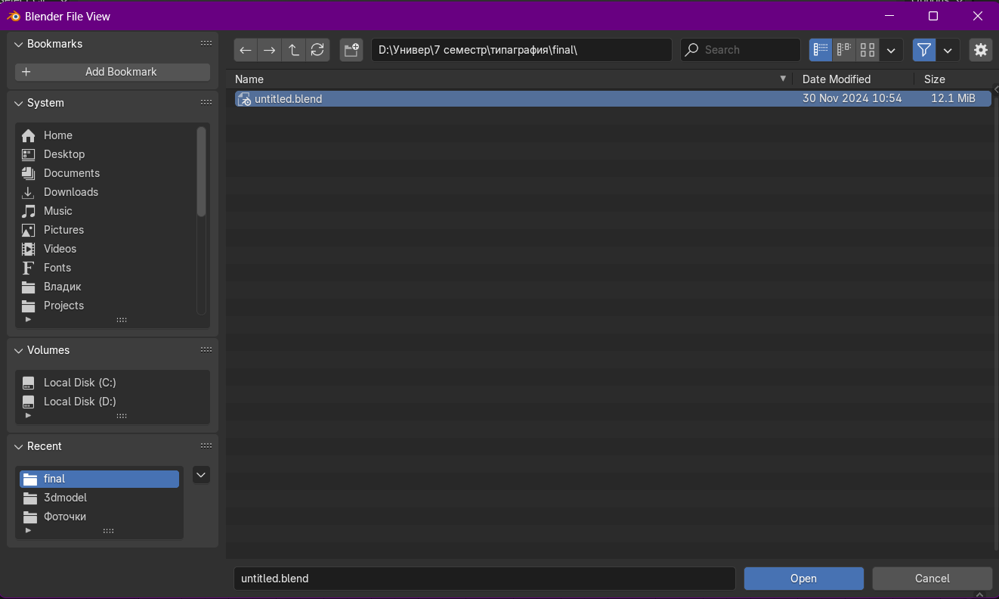 Blender File View
Bookmarks
Add Bookmark
System
Home
Desktop
Documents
Downloads
Music
Pictures
Videos
Fonts
Владик
Projects
Volumes
Local Disk (C:)
Local Disk (D:)
Recent
final
3dmodel
Фоточки
D:\Универ\7 семестр\типаграфия\final\
Search
Name Date Modified Size
untitled.blend 30 Nov 2024 10:54 12.1 MiB
untitled.blend
Open Cancel